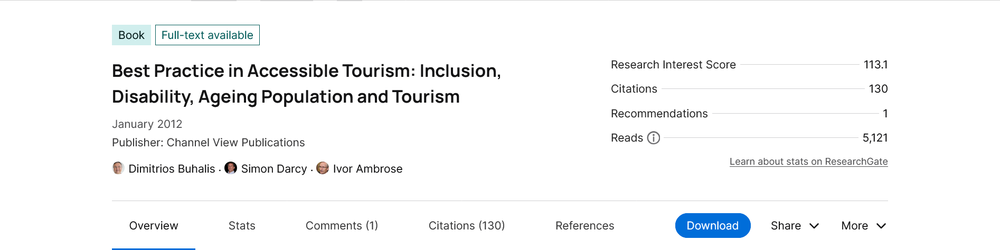 Book Full-text available
Best Practice in Accessible Tourism: Inclusion,
Disability, Ageing Population and Tourism
January 2012
Publisher: Channel View Publications
Dimitrios Buhalis · Simon Darcy · Ivor Ambrose
Research Interest Score 113.1
Citations 130
Recommendations 1
Reads 5,121
Learn about stats on ResearchGate
Overview Stats Comments (1) Citations (130) References Download Share More